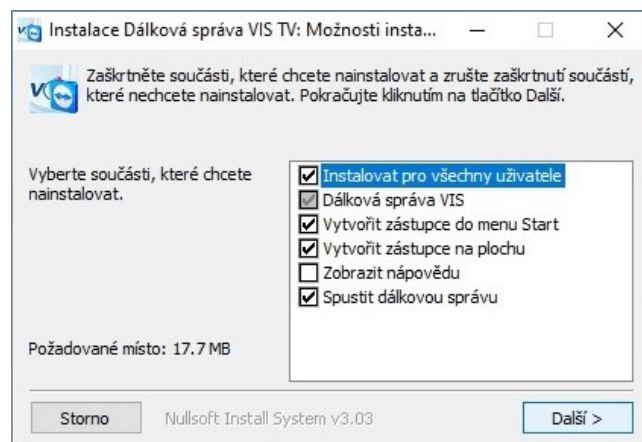 Instalace Dálková správa VIS TV: Možnosti insta...
Zaškrtněte součásti, které chcete nainstalovat a zrušte zaškrtnutí součástí,
které nechcete nainstalovat. Pokračujte kliknutím na tlačítko Další.
Vyberte součásti, které chcete
nainstalovat.
Instalovat pro všechny uživatele
Dálková správa VIS
Vytvořit zástupce do menu Start
Vytvořit zástupce na plochu
Zobrazit nápovědu
Spustit dálkovou správu
Požadované místo: 17.7 MB
Storno
Nullsoft Install System v3.03
Další >